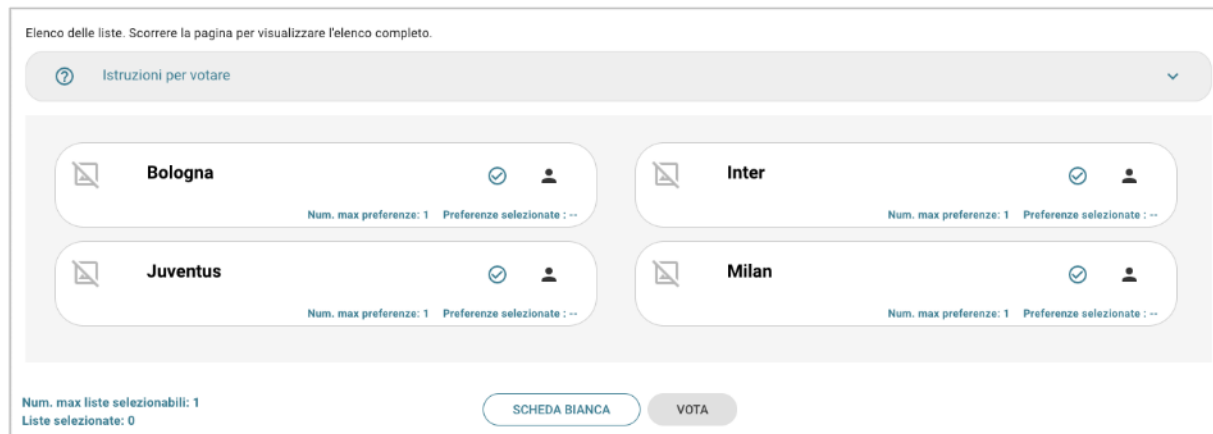 Elenco delle liste. Scorrere la pagina per visualizzare l'elenco completo.
Istruzioni per votare
Bologna
Num. max preferenze: 1 Preferenze selezionate : --
Inter
Num. max preferenze: 1 Preferenze selezionate : --
Juventus
Num. max preferenze: 1 Preferenze selezionate : --
Milan
Num. max preferenze: 1 Preferenze selezionate : --
Num. max liste selezionabili: 1
Liste selezionate: 0
SCHEDA BIANCA
VOTA